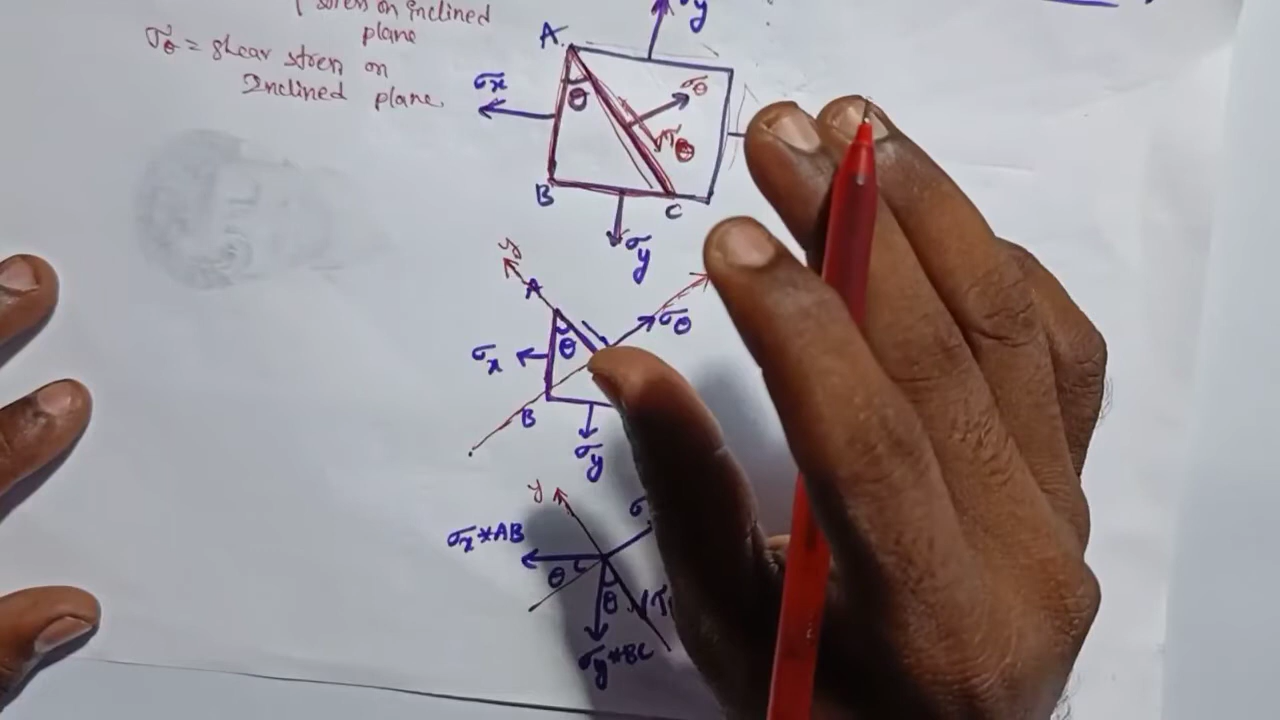 stress on inclined
plane
σθ = shear stress on
Inclined plane
σy
A
σx
θ
σθ
τθ
B
C
σy
y
A
σθ
θ
σx
B
σy
y
σ
σx*AB
θ
θ
σy*BC